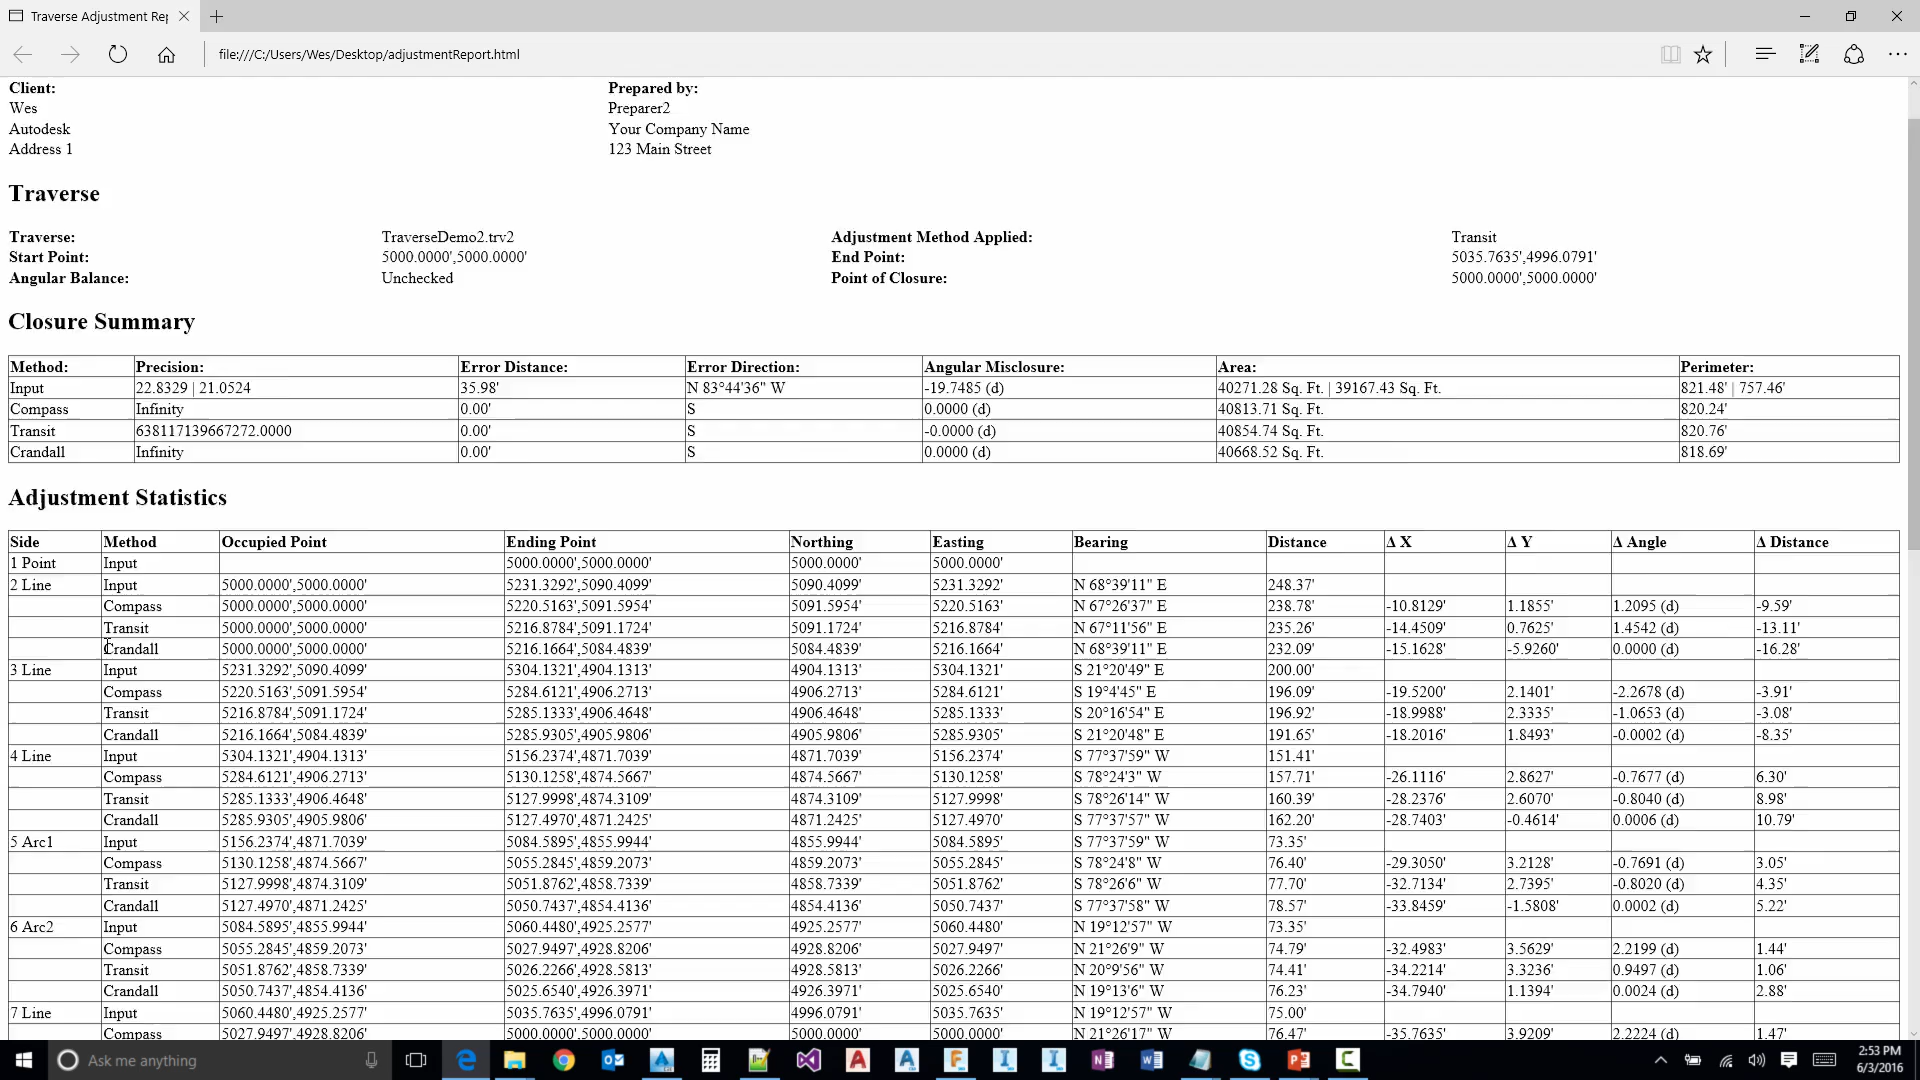 Traverse Adjustment Rep
file:///C:/Users/Wes/Desktop/adjustmentReport.html
Client: Prepared by:
Wes Preparer2
Autodesk Your Company Name
Address 1 123 Main Street
Traverse
Traverse: TraverseDemo2.trv2 Adjustment Method Applied: Transit
Start Point: 5000.0000',5000.0000' End Point: 5035.7635',4996.0791'
Angular Balance: Unchecked Point of Closure: 5000.0000',5000.0000'
Closure Summary
Method: Precision: Error Distance: Error Direction: Angular Misclosure: Area: Perimeter:
Input 22.8329 | 21.0524 35.98' N 83°44'36" W -19.7485 (d) 40271.28 Sq. Ft. | 39167.43 Sq. Ft. 821.48' | 757.46'
Compass Infinity 0.00' S 0.0000 (d) 40813.71 Sq. Ft. 820.24'
Transit 638117139667272.0000 0.00' S -0.0000 (d) 40854.74 Sq. Ft. 820.76'
Crandall Infinity 0.00' S 0.0000 (d) 40668.52 Sq. Ft. 818.69'
Adjustment Statistics
Side Method Occupied Point Ending Point Northing Easting Bearing Distance Δ X Δ Y Δ Angle Δ Distance
1 Point Input 5000.0000',5000.0000' 5000.0000' 5000.0000'
2 Line Input 5000.0000',5000.0000' 5231.3292',5090.4099' 5090.4099' 5231.3292' N 68°39'11" E 248.37'
Compass 5000.0000',5000.0000' 5220.5163',5091.5954' 5091.5954' 5220.5163' N 67°26'37" E 238.78' -10.8129' 1.1855' 1.2095 (d) -9.59'
Transit 5000.0000',5000.0000' 5216.8784',5091.1724' 5091.1724' 5216.8784' N 67°11'56" E 235.26' -14.4509' 0.7625' 1.4542 (d) -13.11'
Crandall 5000.0000',5000.0000' 5216.1664',5084.4839' 5084.4839' 5216.1664' N 68°39'11" E 232.09' -15.1628' -5.9260' 0.0000 (d) -16.28'
3 Line Input 5231.3292',5090.4099' 5304.1321',4904.1313' 4904.1313' 5304.1321' S 21°20'49" E 200.00'
Compass 5220.5163',5091.5954' 5284.6121',4906.2713' 4906.2713' 5284.6121' S 19°4'45" E 196.09' -19.5200' 2.1401' -2.2678 (d) -3.91'
Transit 5216.8784',5091.1724' 5285.1333',4906.4648' 4906.4648' 5285.1333' S 20°16'54" E 196.92' -18.9988' 2.3335' -1.0653 (d) -3.08'
Crandall 5216.1664',5084.4839' 5285.9305',4905.9806' 4905.9806' 5285.9305' S 21°20'48" E 191.65' -18.2016' 1.8493' -0.0002 (d) -8.35'
4 Line Input 5304.1321',4904.1313' 5156.2374',4871.7039' 4871.7039' 5156.2374' S 77°37'59" W 151.41'
Compass 5284.6121',4906.2713' 5130.1258',4874.5667' 4874.5667' 5130.1258' S 78°24'3" W 157.71' -26.1116' 2.8627' -0.7677 (d) 6.30'
Transit 5285.1333',4906.4648' 5127.9998',4874.3109' 4874.3109' 5127.9998' S 78°26'14" W 160.39' -28.2376' 2.6070' -0.8040 (d) 8.98'
Crandall 5285.9305',4905.9806' 5127.4970',4871.2425' 4871.2425' 5127.4970' S 77°37'57" W 162.20' -28.7403' -0.4614' 0.0006 (d) 10.79'
5 Arc1 Input 5156.2374',4871.7039' 5084.5895',4855.9944' 4855.9944' 5084.5895' S 77°37'59" W 73.35'
Compass 5130.1258',4874.5667' 5055.2845',4859.2073' 4859.2073' 5055.2845' S 78°24'8" W 76.40' -29.3050' 3.2128' -0.7691 (d) 3.05'
Transit 5127.9998',4874.3109' 5051.8762',4858.7339' 4858.7339' 5051.8762' S 78°26'6" W 77.70' -32.7134' 2.7395' -0.8020 (d) 4.35'
Crandall 5127.4970',4871.2425' 5050.7437',4854.4136' 4854.4136' 5050.7437' S 77°37'58" W 78.57' -33.8459' -1.5808' 0.0002 (d) 5.22'
6 Arc2 Input 5084.5895',4855.9944' 5060.4480',4925.2577' 4925.2577' 5060.4480' N 19°12'57" W 73.35'
Compass 5055.2845',4859.2073' 5027.9497',4928.8206' 4928.8206' 5027.9497' N 21°26'9" W 74.79' -32.4983' 3.5629' 2.2199 (d) 1.44'
Transit 5051.8762',4858.7339' 5026.2266',4928.5813' 4928.5813' 5026.2266' N 20°9'56" W 74.41' -34.2214' 3.3236' 0.9497 (d) 1.06'
Crandall 5050.7437',4854.4136' 5025.6540',4926.3971' 4926.3971' 5025.6540' N 19°13'6" W 76.23' -34.7940' 1.1394' 0.0024 (d) 2.88'
7 Line Input 5060.4480',4925.2577' 5035.7635',4996.0791' 4996.0791' 5035.7635' N 19°12'57" W 75.00'
Compass 5027.9497',4928.8206' 5000.0000',5000.0000' 5000.0000' 5000.0000' N 21°26'17" W 76.47' -35.7635' 3.9209' 2.2224 (d) 1.47'
Ask me anything
2:53 PM
6/3/2016